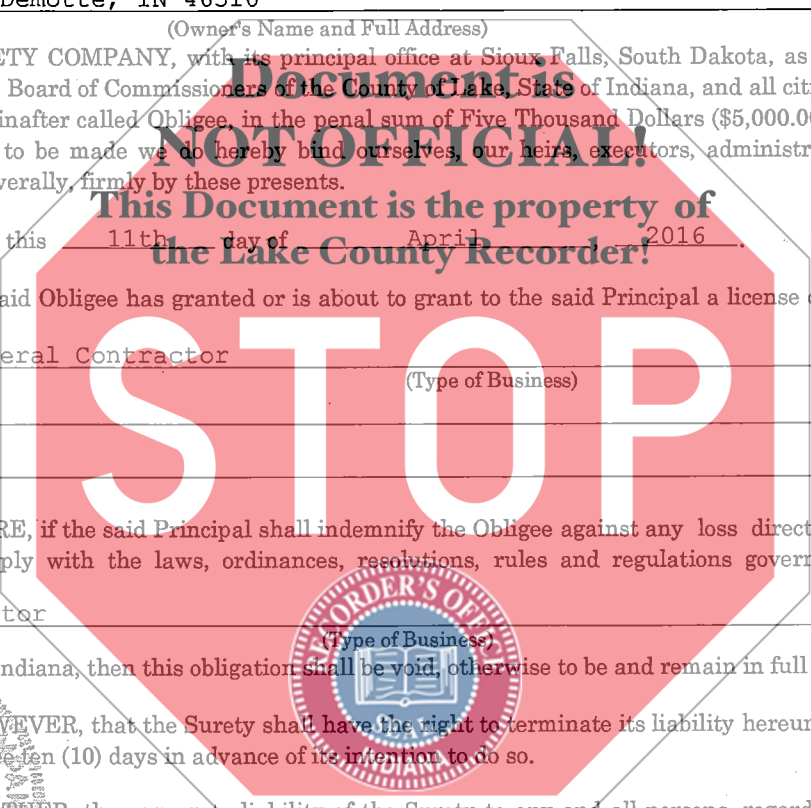 Demotte, IN 46310
(Owner's Name and Full Address)
ETY COMPANY, with its principal office at Sioux Falls, South Dakota, as
Board of Commissioners of the County of Lake, State of Indiana, and all
Document is
inafter called Obligee, in the penal sum of Five Thousand Dollars ($5,000.00
NOT OFFICIAL!
to be made we do hereby bind ourselves, our heirs, executors,
verally, firmly by these presents.
This Document is the property of
this 11th day of April, 2016.
the Lake County Recorder!
aid Obligee has granted or is about to grant to the said Principal a license
eral Contractor
(Type of Business)
STOP
RE, if the said Principal shall indemnify the Obligee against any loss direct
ply with the laws, ordinances, resolutions, rules and regulations govern
RECORDER'S OFFICE
tor
(Type of Business)
ndiana, then this obligation shall be void, otherwise to be and remain in full
SEAL
WEVER, that the Surety shall have the right to terminate its liability hereun
e ten (10) days in advance of its intention to do so.
INDIANA